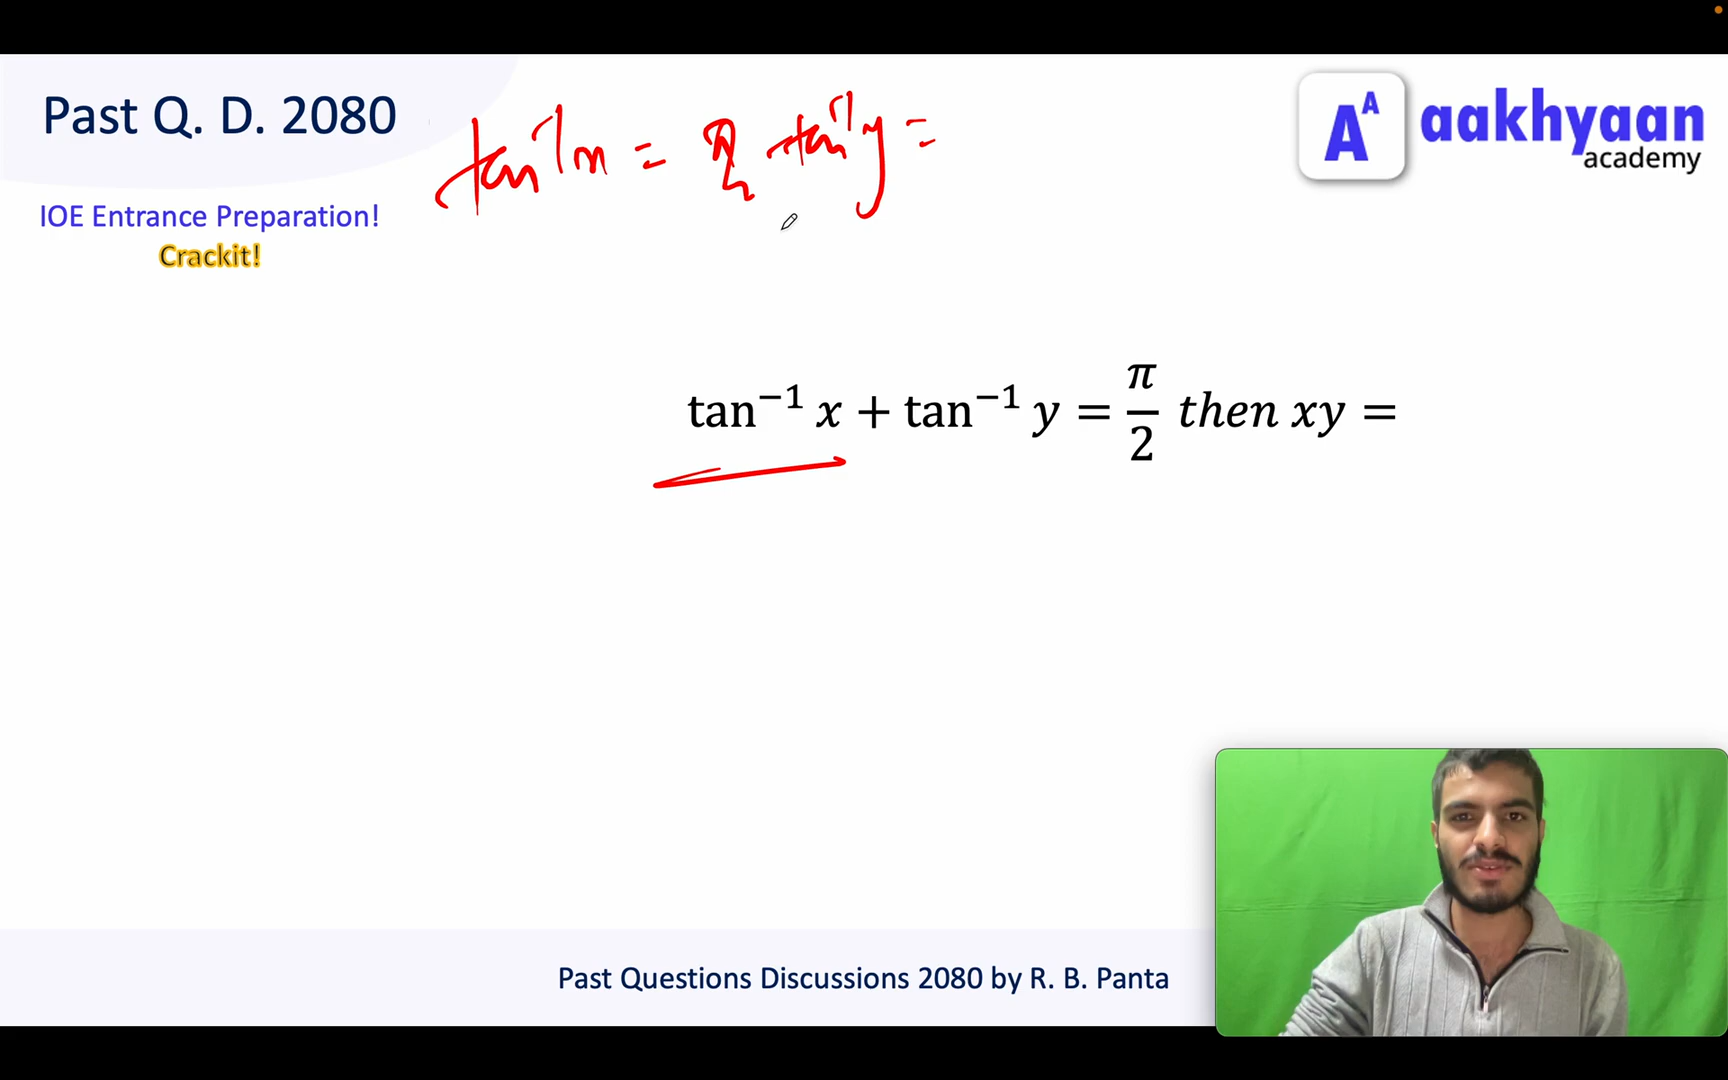 Past Q. D. 2080
tan⁻¹x = π/2 - tan⁻¹y =
A^A aakhyaan
academy
IOE Entrance Preparation!
Crackit!
tan⁻¹ x + tan⁻¹ y = π/2 then xy =
Past Questions Discussions 2080 by R. B. Panta